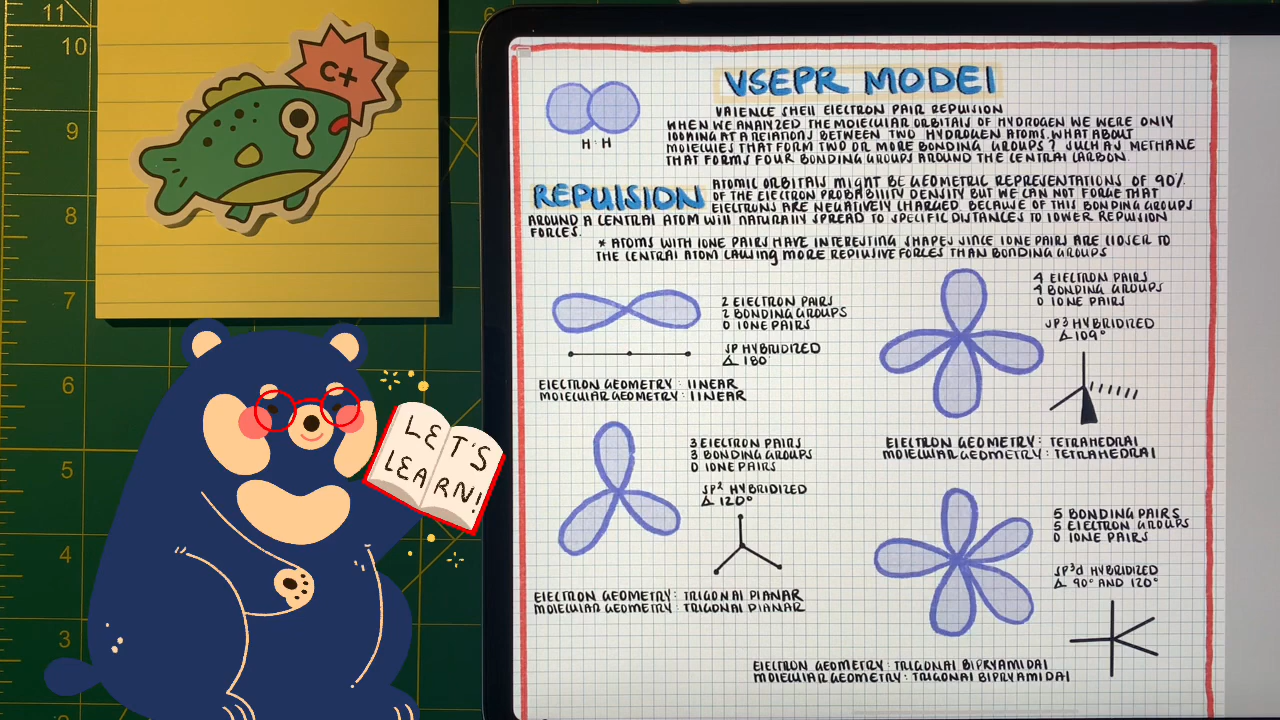 11
10
9
8
7
6
5
4
3
6
C+
LET'S
LEARN!
VSEPR MODEL
H : H
VALENCE SHELL ELECTRON PAIR REPULSION
WHEN WE ANALYZED THE MOLECULAR ORBITALS OF HYDROGEN WE WERE ONLY
LOOKING AT A RELATIONS BETWEEN TWO HYDROGEN ATOMS. WHAT ABOUT
MOLECULES THAT FORM TWO OR MORE BONDING GROUPS? SUCH AS METHANE
THAT FORMS FOUR BONDING GROUPS AROUND THE CENTRAL CARBON.
REPULSION
ATOMIC ORBITALS MIGHT BE GEOMETRIC REPRESENTATIONS OF 90%
OF THE ELECTRON PROBABILITY DENSITY BUT WE CAN NOT FORGE THAT
ELECTRONS ARE NEGATIVELY CHARGED. BECAUSE OF THIS BONDING GROUPS
AROUND A CENTRAL ATOM WILL NATURALLY SPREAD TO SPECIFIC DISTANCES TO LOWER REPULSION
FORCES.
* ATOMS WITH LONE PAIRS HAVE INTERESTING SHAPES SINCE LONE PAIRS ARE CLOSER TO
THE CENTRAL ATOM CAUSING MORE REPULSIVE FORCES THAN BONDING GROUPS
2 ELECTRON PAIRS
2 BONDING GROUPS
0 LONE PAIRS
SP HYBRIDIZED
∡ 180°
ELECTRON GEOMETRY: LINEAR
MOLECULAR GEOMETRY: LINEAR
4 ELECTRON PAIRS
4 BONDING GROUPS
0 LONE PAIRS
SP³ HYBRIDIZED
∡ 109°
ELECTRON GEOMETRY: TETRAHEDRAL
MOLECULAR GEOMETRY: TETRAHEDRAL
3 ELECTRON PAIRS
3 BONDING GROUPS
0 LONE PAIRS
SP² HYBRIDIZED
∡ 120°
ELECTRON GEOMETRY: TRIGONAL PLANAR
MOLECULAR GEOMETRY: TRIGONAL PLANAR
5 BONDING PAIRS
5 ELECTRON GROUPS
0 LONE PAIRS
SP³d HYBRIDIZED
∡ 90° AND 120°
ELECTRON GEOMETRY: TRIGONAL BIPRYAMIDAL
MOLECULAR GEOMETRY: TRIGONAL BIPRYAMIDAL